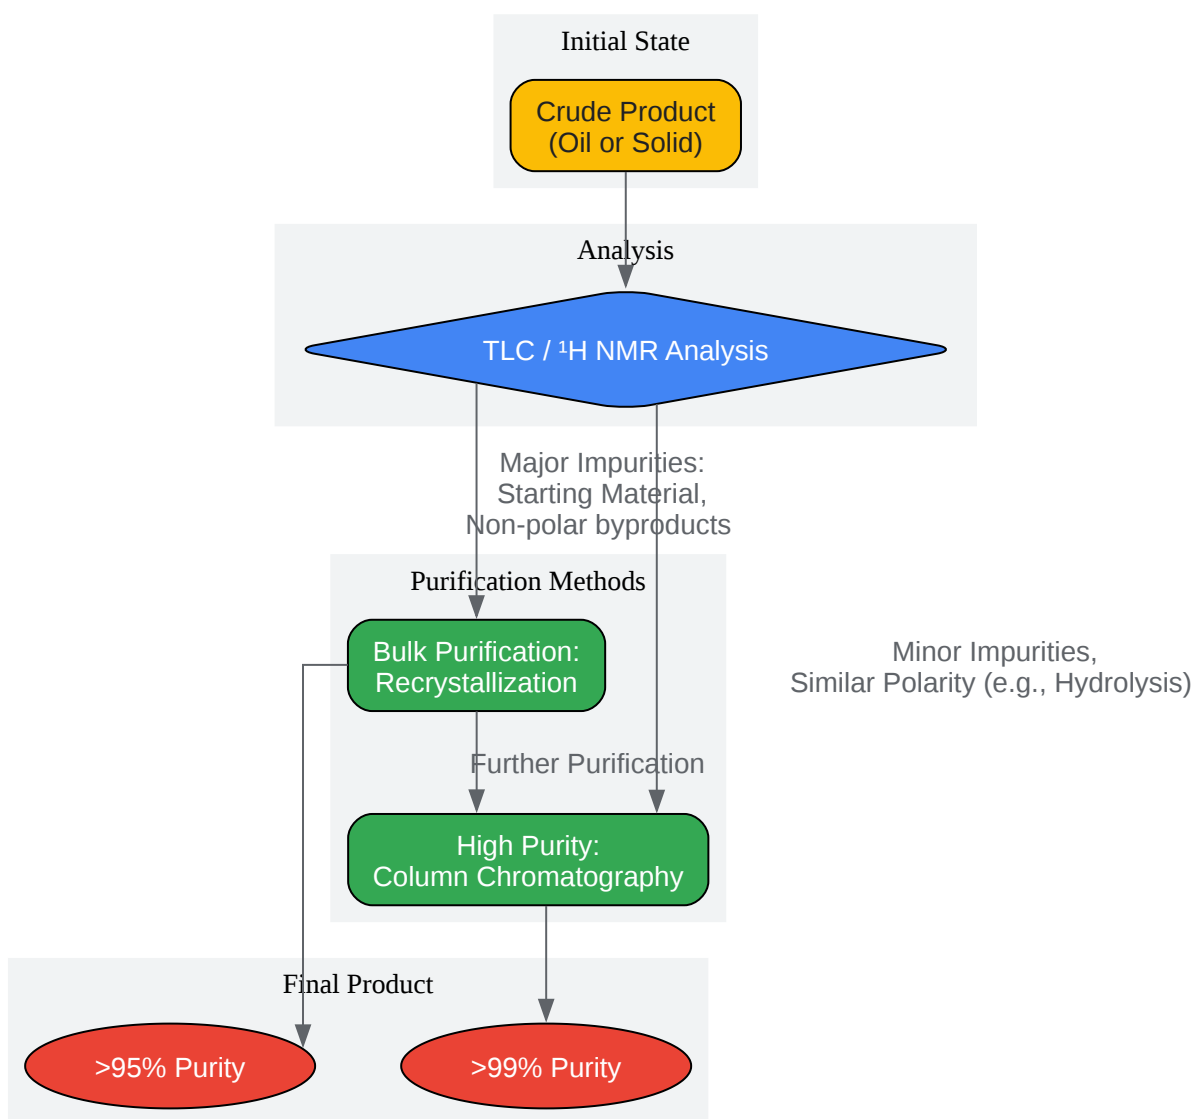 Initial State
Crude Product
(Oil or Solid)
Analysis
TLC / ¹H NMR Analysis
Major Impurities:
Starting Material,
Non-polar byproducts
Purification Methods
Bulk Purification:
Recrystallization
Minor Impurities,
Similar Polarity (e.g., Hydrolysis)
Further Purification
High Purity:
Column Chromatography
Final Product
>95% Purity
>99% Purity